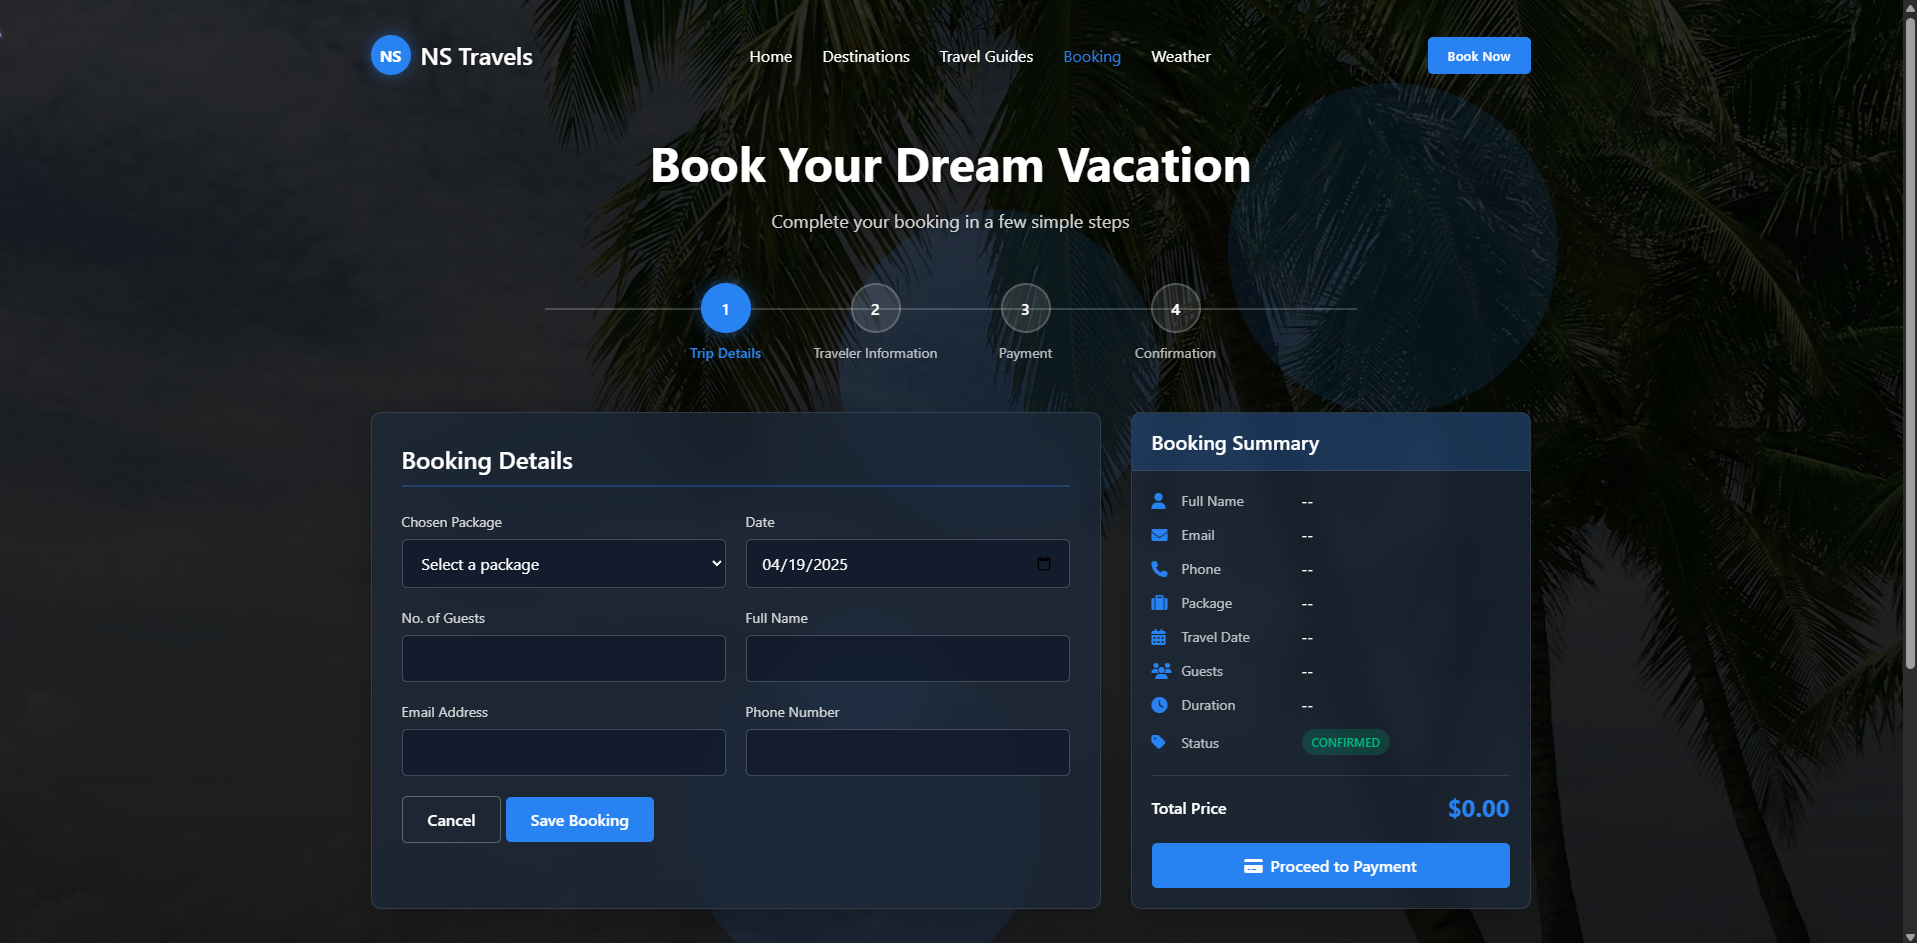 NS NS Travels
Home Destinations Travel Guides Booking Weather
Book Now
Book Your Dream Vacation
Complete your booking in a few simple steps
1 2 3 4
Trip Details Traveler Information Payment Confirmation
Booking Details
Chosen Package Date
Select a package 04/19/2025
No. of Guests Full Name
Email Address Phone Number
Cancel Save Booking
Booking Summary
Full Name --
Email --
Phone --
Package --
Travel Date --
Guests --
Duration --
Status CONFIRMED
Total Price $0.00
Proceed to Payment